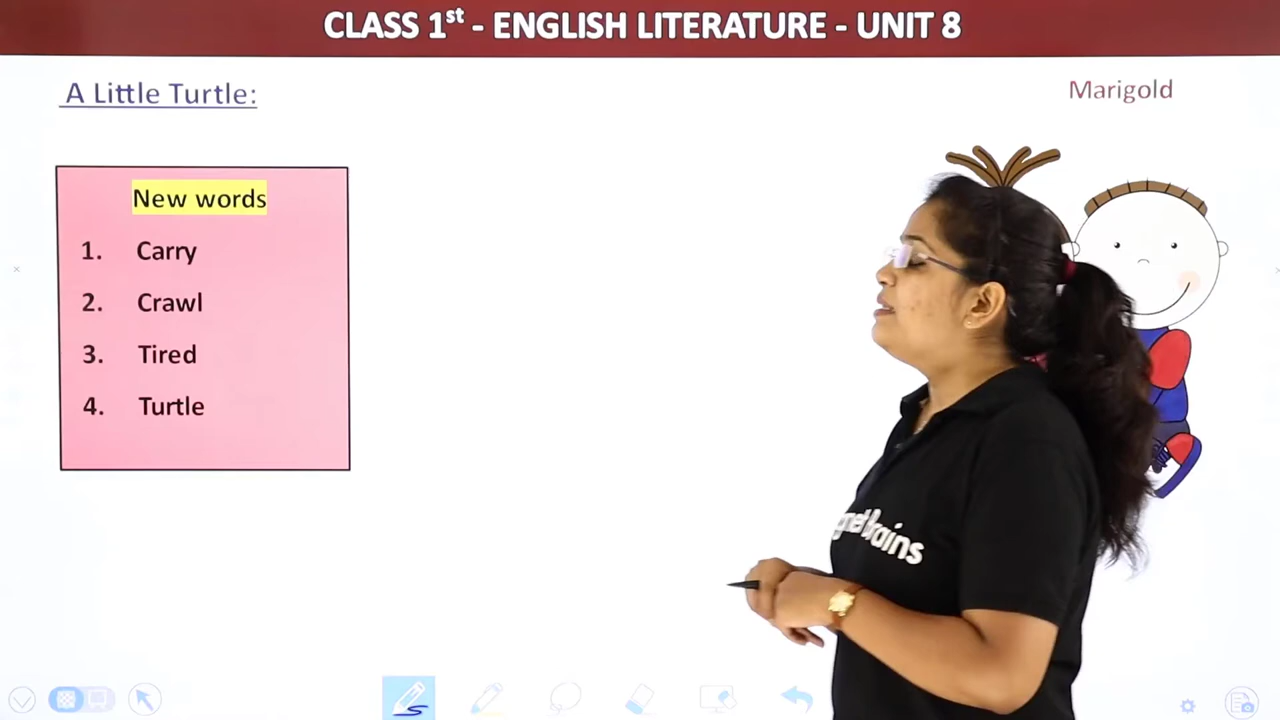 CLASS 1st - ENGLISH LITERATURE - UNIT 8
A Little Turtle:
Marigold
New words
1. Carry
2. Crawl
3. Tired
4. Turtle
Brains